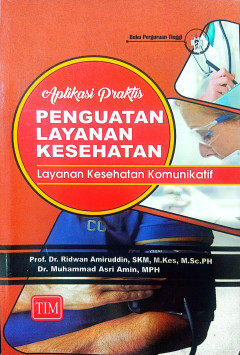 Buku Perguruan Tinggi
Aplikasi Praktis
PENGUATAN
LAYANAN
KESEHATAN
Layanan Kesehatan Komunikatif
Prof. Dr. Ridwan Amiruddin, SKM, M.Kes, M.Sc.PH
Dr. Muhammad Asri Amin, MPH
TIM